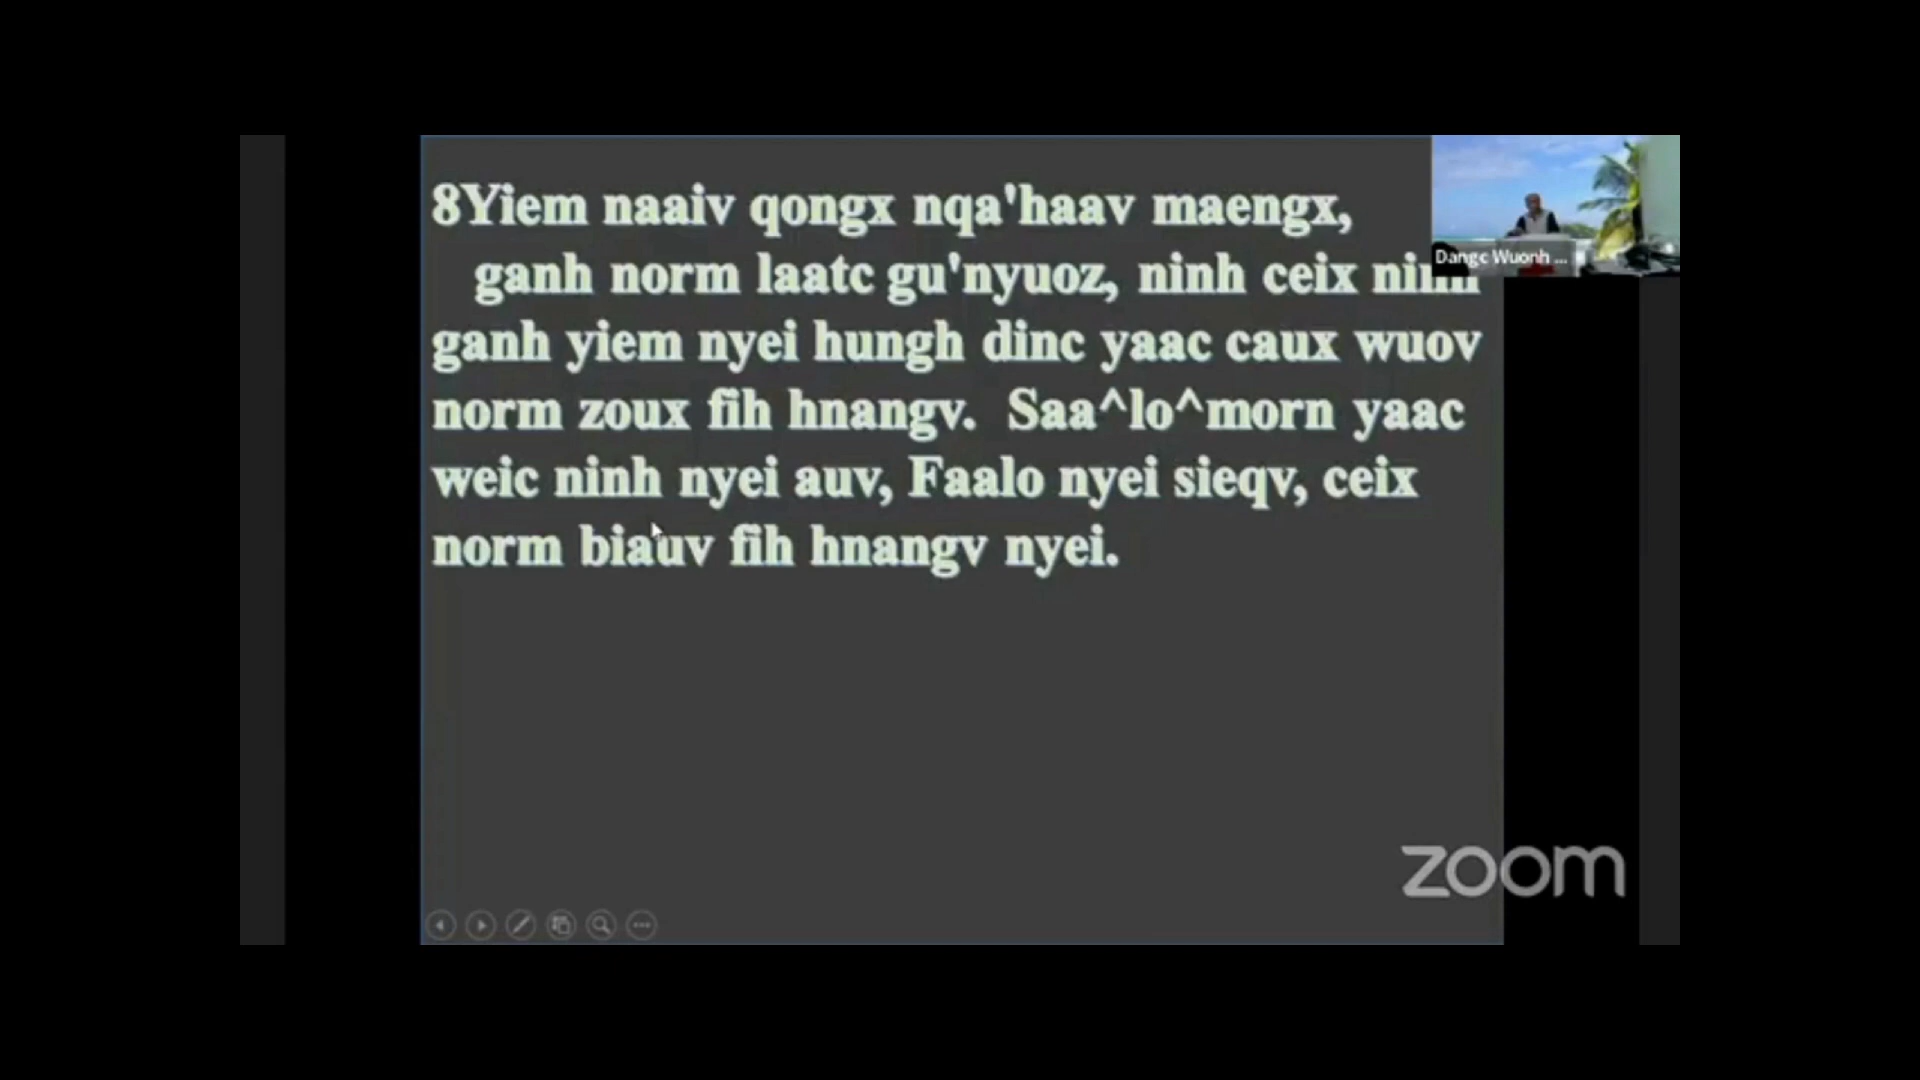 8Yiem naaiv qongx nqa'haav maengx,
ganh norm laatc gu'nyuoz, ninh ceix
ganh yiem nyei hungh dinc yaac caux wuov
norm zoux fih hnangv. Saa^lo^morn yaac
weic ninh nyei auv, Faalo nyei sieqv, ceix
norm biauv fih hnangv nyei.
Dangc Wuonh ...
zoom